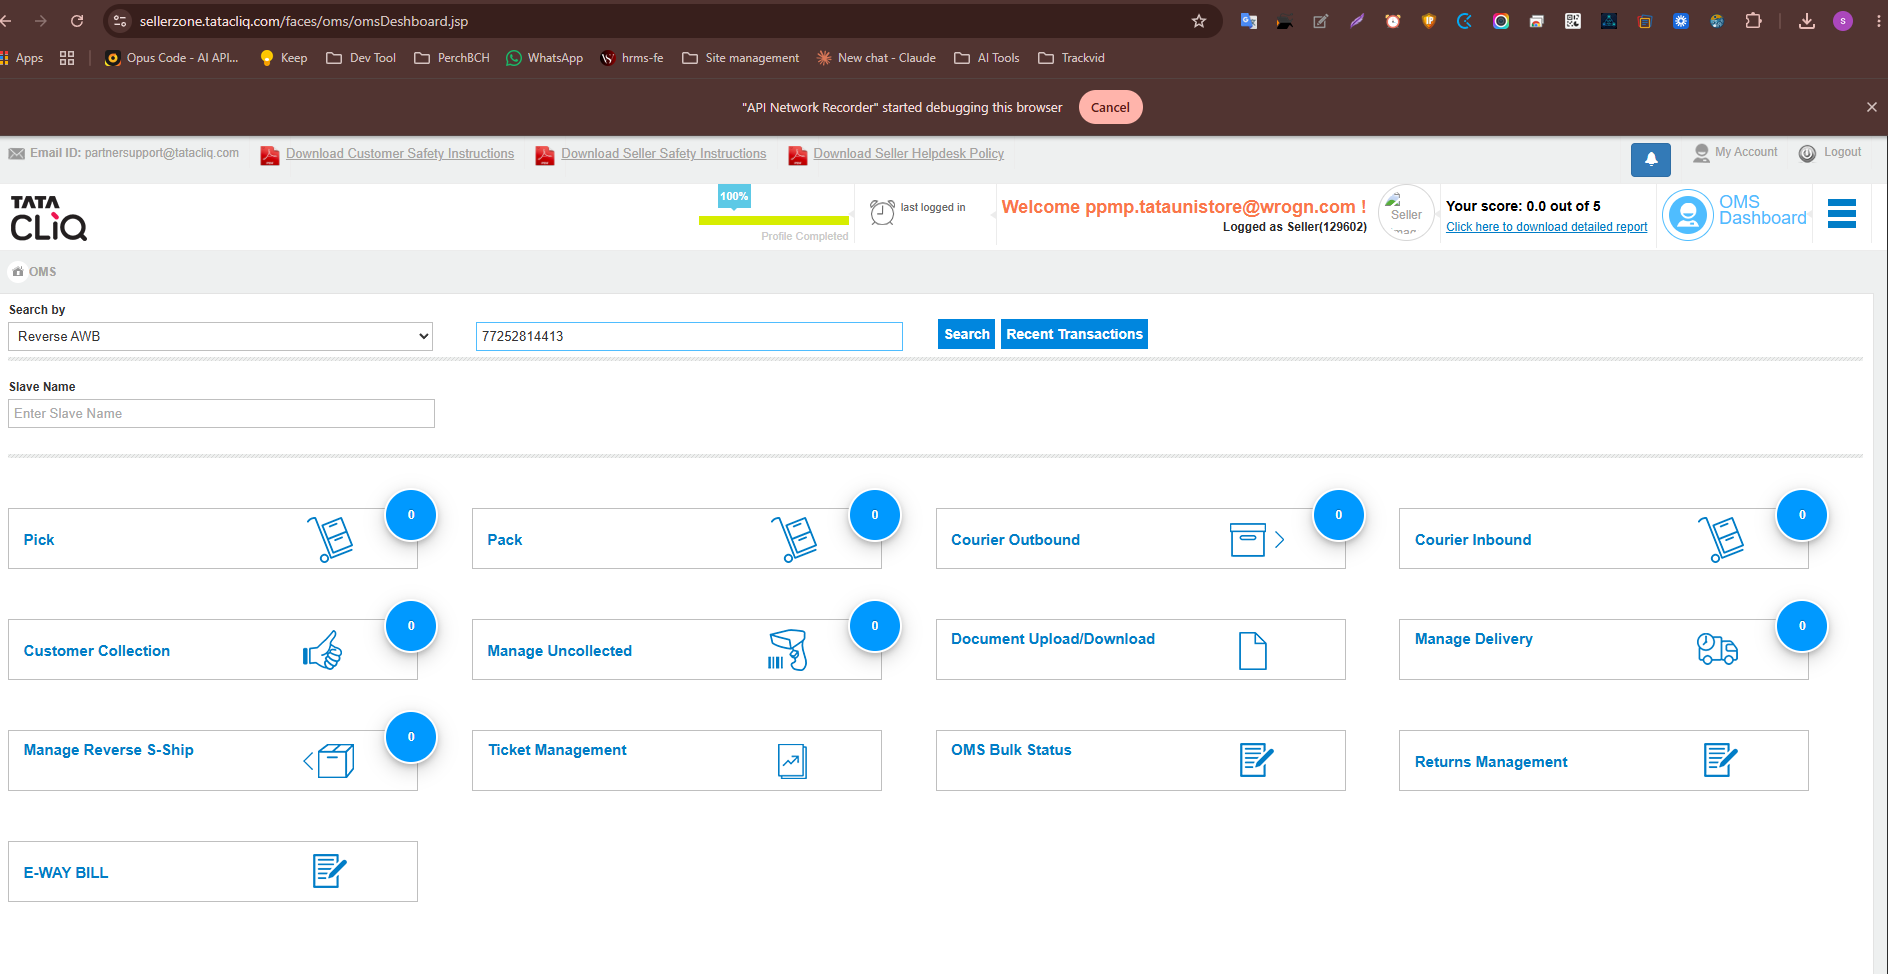 sellerzone.tatacliq.com/faces/oms/omsDeshboard.jsp
Apps
Opus Code - AI API...
Keep
Dev Tool
PerchBCH
WhatsApp
hrms-fe
Site management
New chat - Claude
AI Tools
Trackvid
"API Network Recorder" started debugging this browser
Cancel
Email ID: partnersupport@tatacliq.com
Download Customer Safety Instructions
Download Seller Safety Instructions
Download Seller Helpdesk Policy
My Account
Logout
TATA
CLiQ
100%
Profile Completed
last logged in
Welcome ppmp.tataunistore@wrogn.com !
Logged as Seller(129602)
Seller
Your score: 0.0 out of 5
Click here to download detailed report
OMS
Dashboard
OMS
Search by
Reverse AWB
77252814413
Search
Recent Transactions
Slave Name
Enter Slave Name
Pick
0
Pack
0
Courier Outbound
0
Courier Inbound
0
Customer Collection
0
Manage Uncollected
0
Document Upload/Download
Manage Delivery
0
Manage Reverse S-Ship
0
Ticket Management
OMS Bulk Status
Returns Management
E-WAY BILL